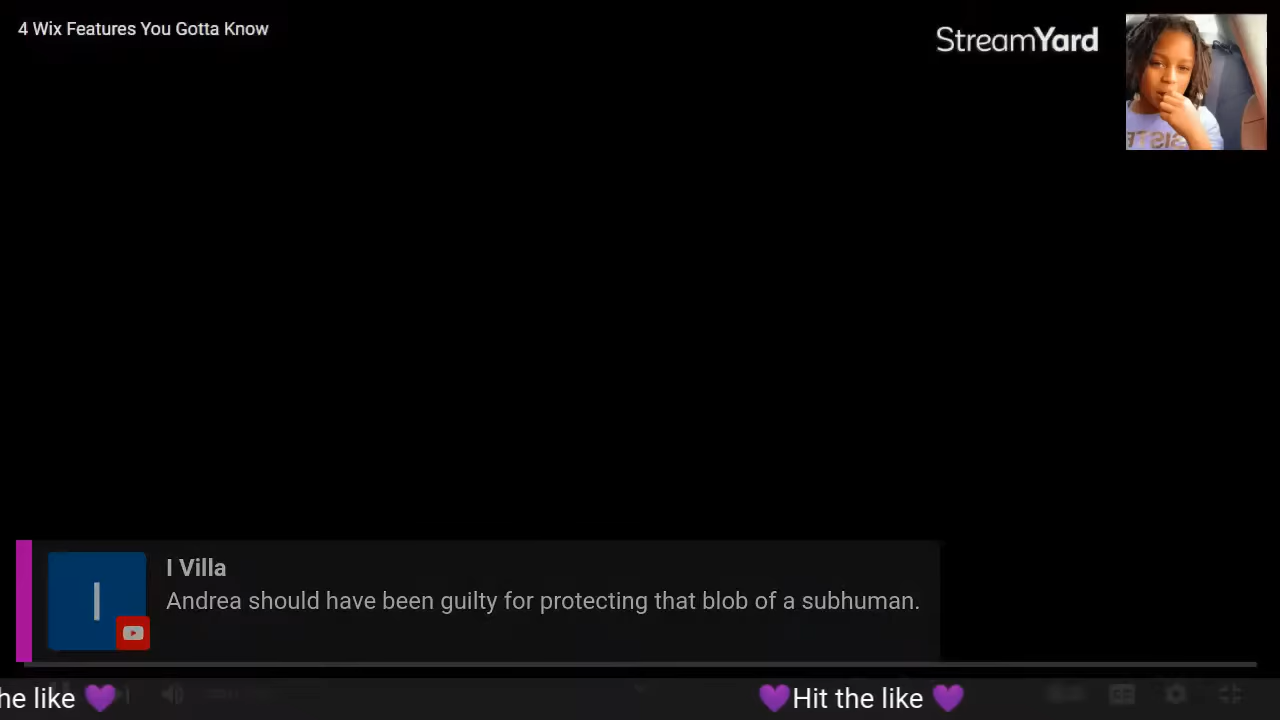 4 Wix Features You Gotta Know
StreamYard
I Villa
I
Andrea should have been guilty for protecting that blob of a subhuman.
he like 💜
💜Hit the like 💜